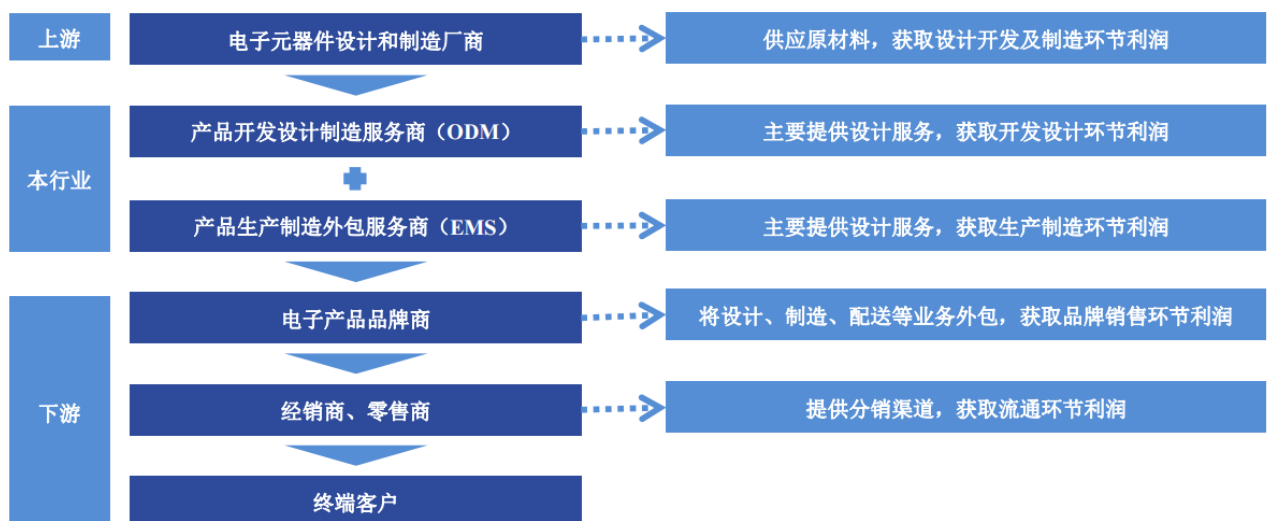 上游
电子元器件设计和制造厂商
供应原材料，获取设计开发及制造环节利润
本行业
产品开发设计制造服务商（ODM）
主要提供设计服务，获取开发设计环节利润
产品生产制造外包服务商（EMS）
主要提供设计服务，获取生产制造环节利润
下游
电子产品品牌商
将设计、制造、配送等业务外包，获取品牌销售环节利润
经销商、零售商
提供分销渠道，获取流通环节利润
终端客户